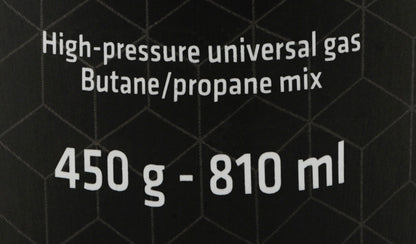 High-pressure universal gas
Butane/propane mix
450 g - 810 ml